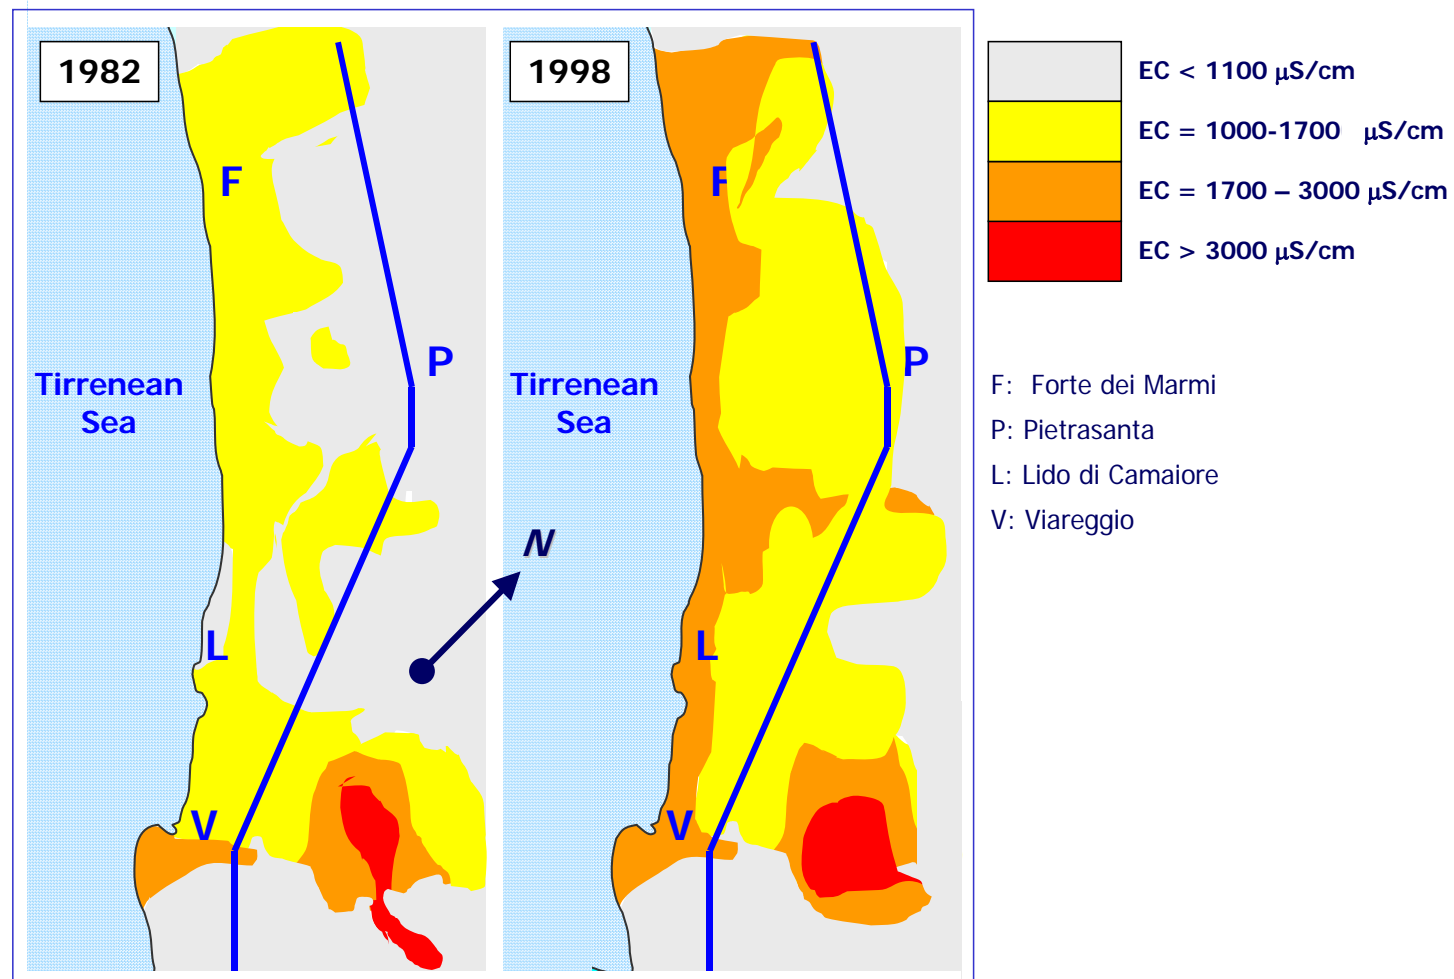 1982
F
P
Tirrenean
Sea
L
V
N
1998
F
P
Tirrenean
Sea
L
V
EC < 1100 µS/cm
EC = 1000-1700 µS/cm
EC = 1700 – 3000 µS/cm
EC > 3000 µS/cm
F: Forte dei Marmi
P: Pietrasanta
L: Lido di Camaiore
V: Viareggio